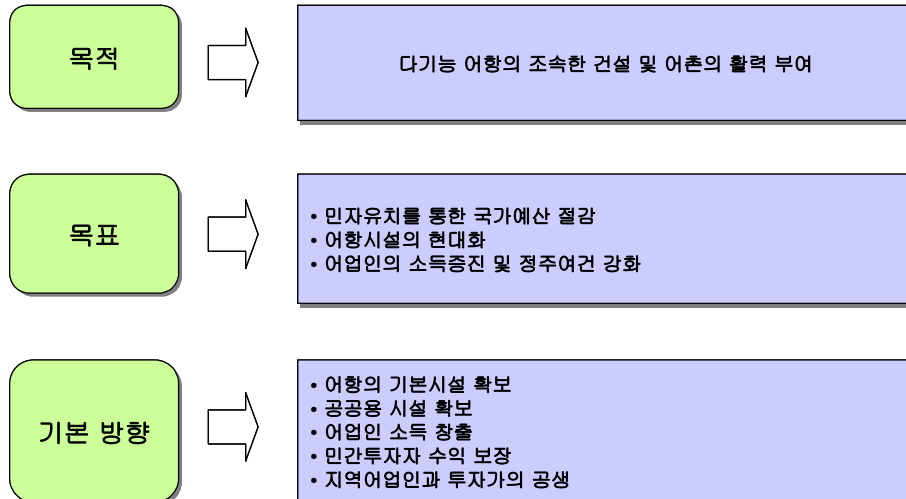 목적
다기능 어항의 조속한 건설 및 어촌의 활력 부여
목표
• 민자유치를 통한 국가예산 절감
• 어항시설의 현대화
• 어업인의 소득증진 및 정주여건 강화
기본 방향
• 어항의 기본시설 확보
• 공공용 시설 확보
• 어업인 소득 창출
• 민간투자자 수익 보장
• 지역어업인과 투자가의 공생